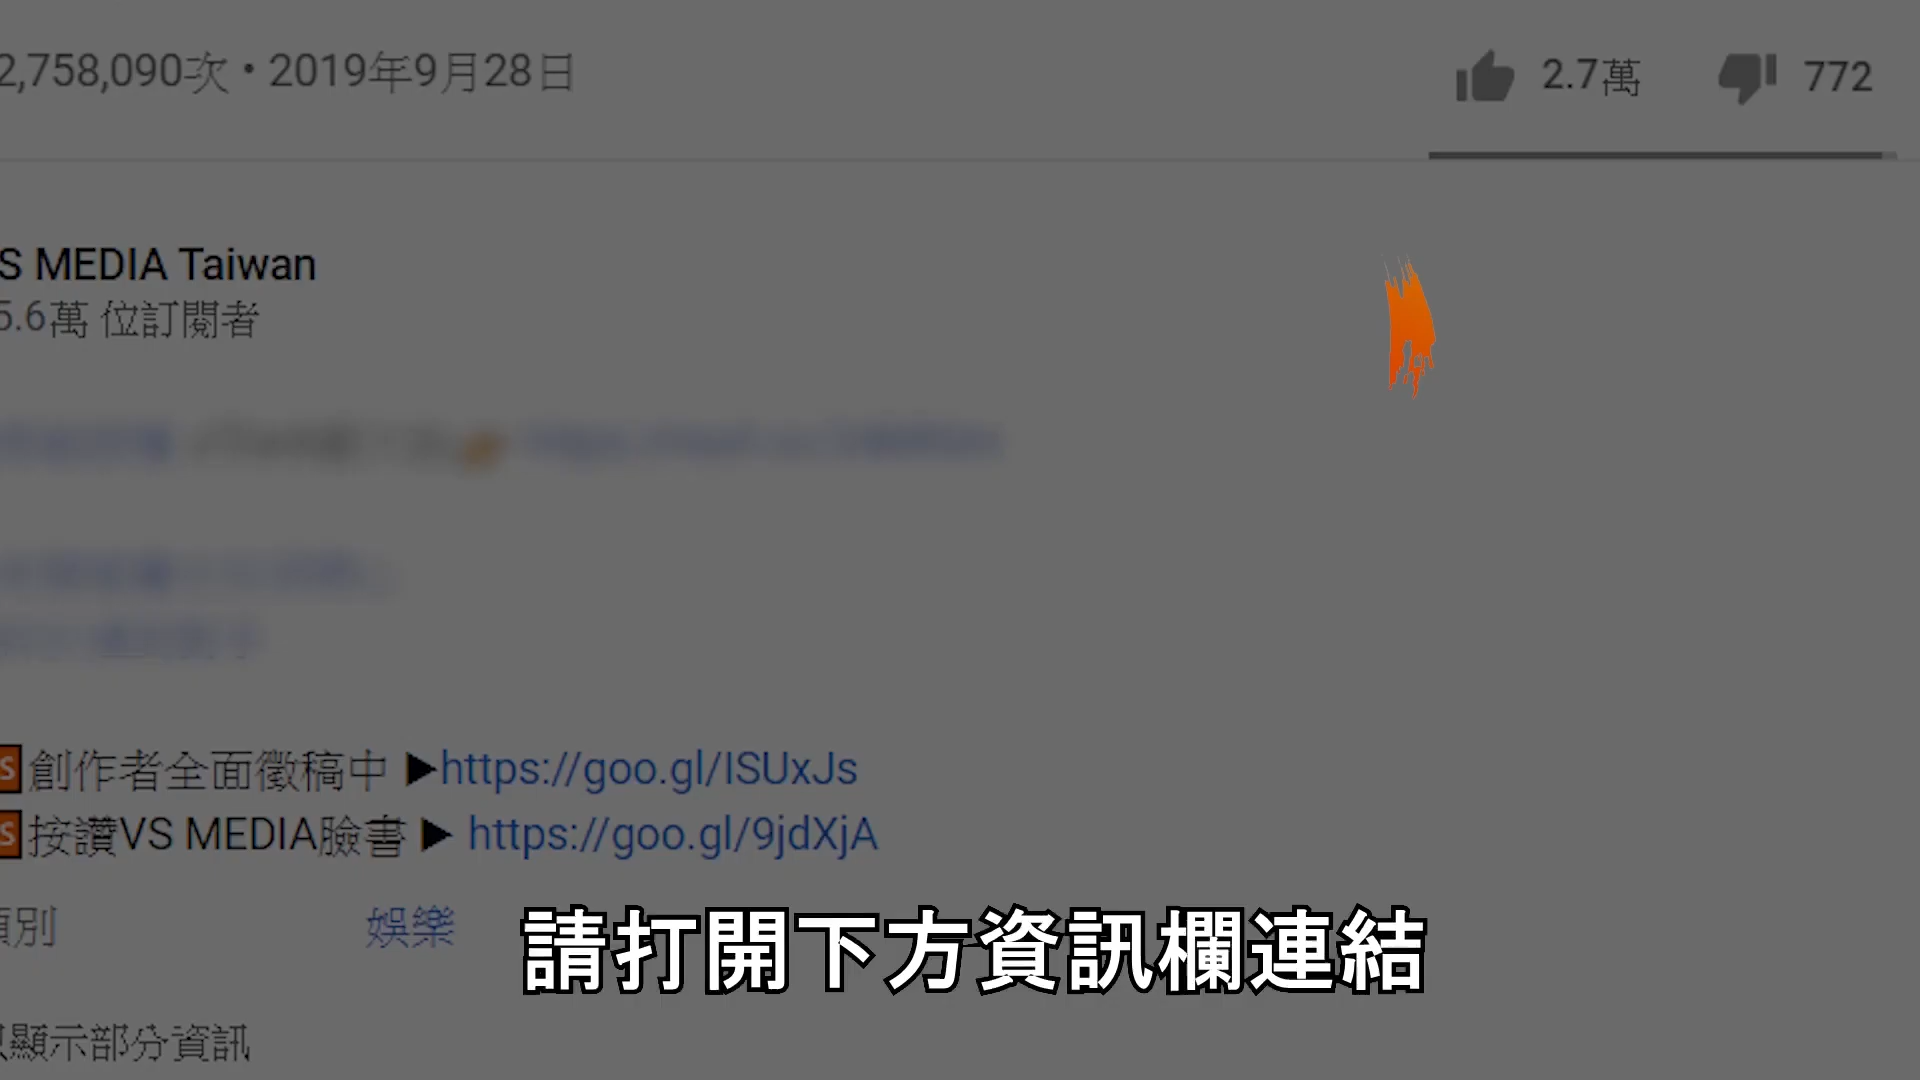 2,758,090次 • 2019年9月28日
2.7萬
772
S MEDIA Taiwan
5.6萬 位訂閱者
創作者全面徵稿中 ▶https://goo.gl/ISUxJs
按讚VS MEDIA臉書 ▶ https://goo.gl/9jdXjA
類別 娛樂
請打開下方資訊欄連結
只顯示部分資訊